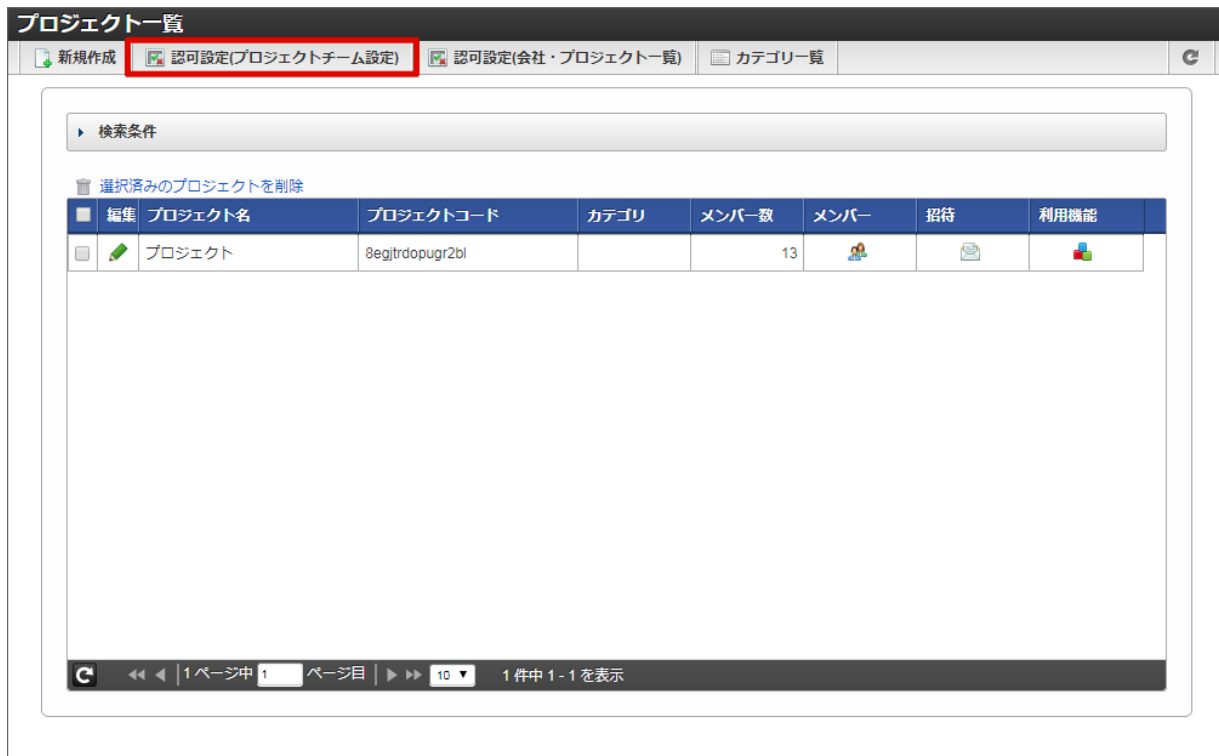 プロジェクト一覧
新規作成 認可設定(プロジェクトチーム設定) 認可設定(会社・プロジェクト一覧) カテゴリ一覧
検索条件
選択済みのプロジェクトを削除
編集 プロジェクト名 プロジェクトコード カテゴリ メンバー数 メンバー 招待 利用機能
プロジェクト 8egjtrdopugr2bl 13
1 ページ中 1 ページ目 10 1 件中 1 - 1 を表示